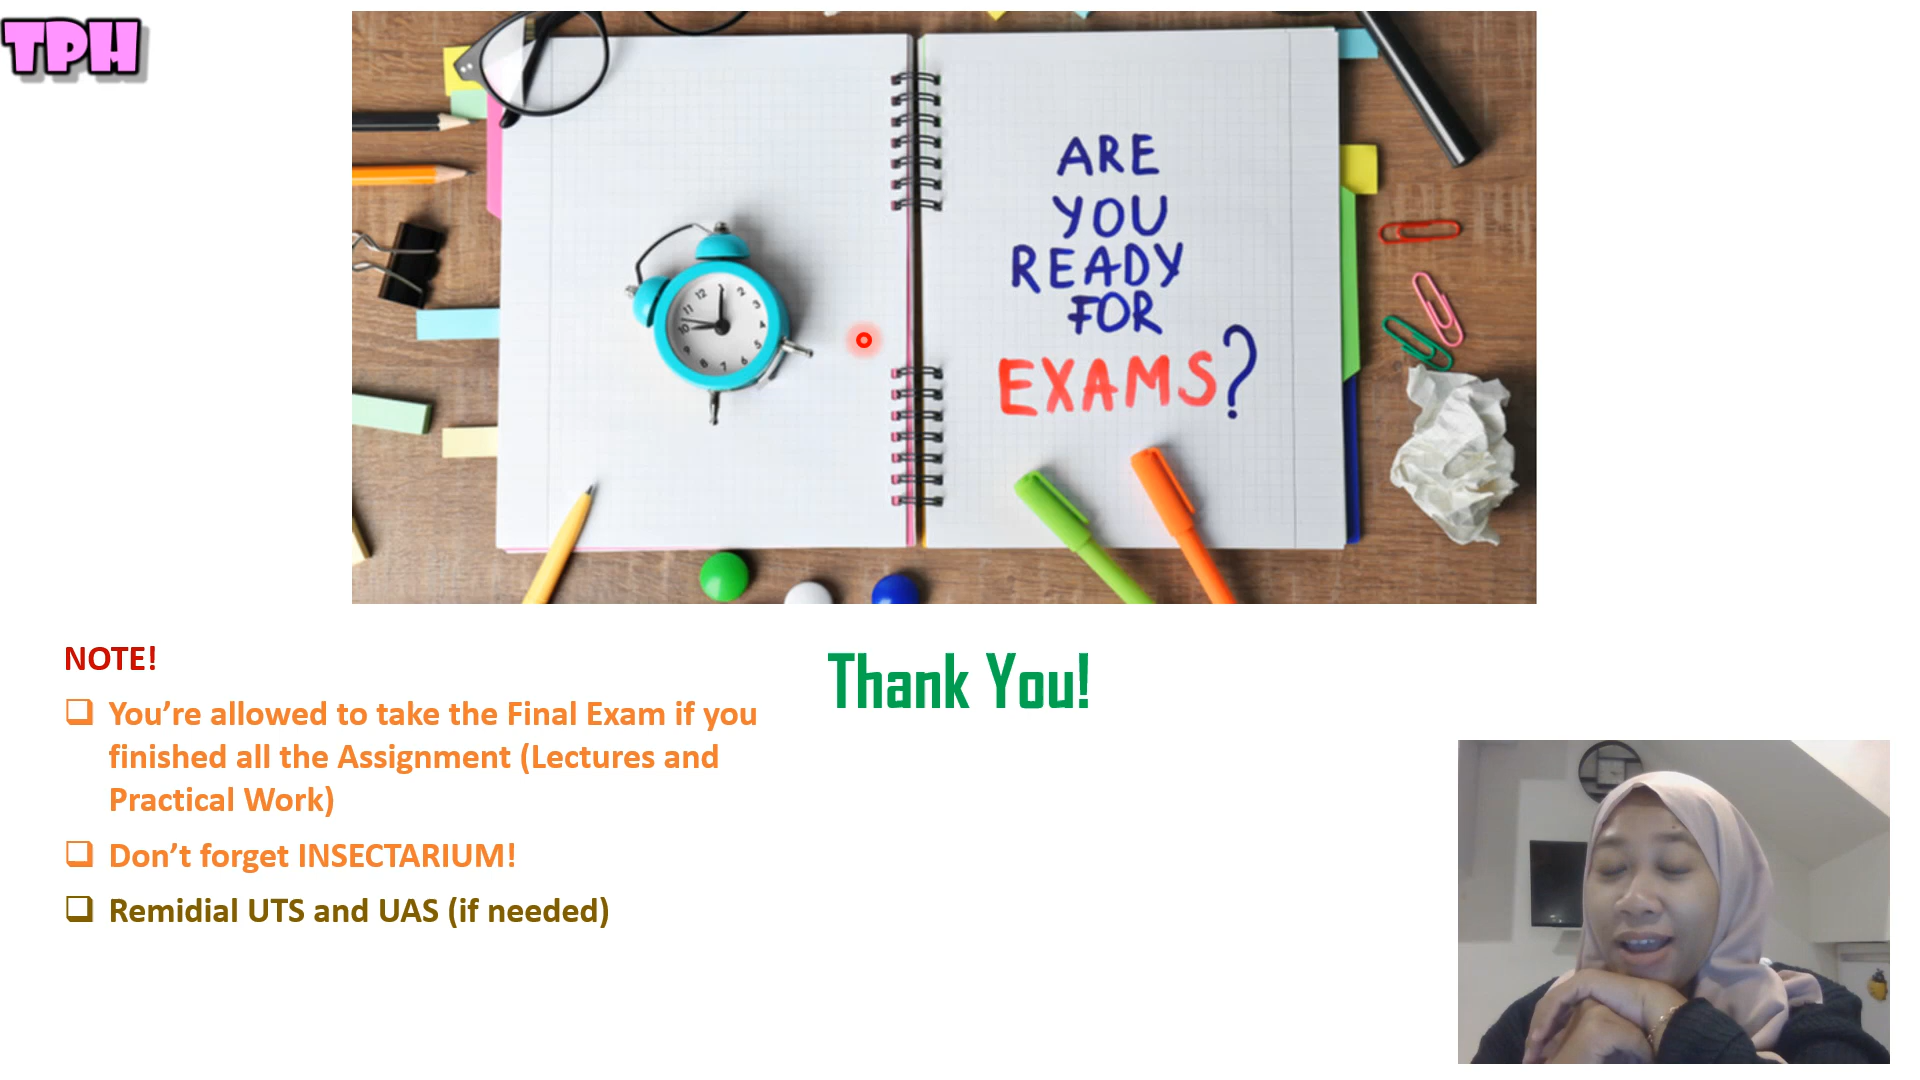 TPH
ARE
YOU
READY
FOR
EXAMS?
NOTE!
You're allowed to take the Final Exam if you
finished all the Assignment (Lectures and
Practical Work)
Don't forget INSECTARIUM!
Remidial UTS and UAS (if needed)
Thank You!